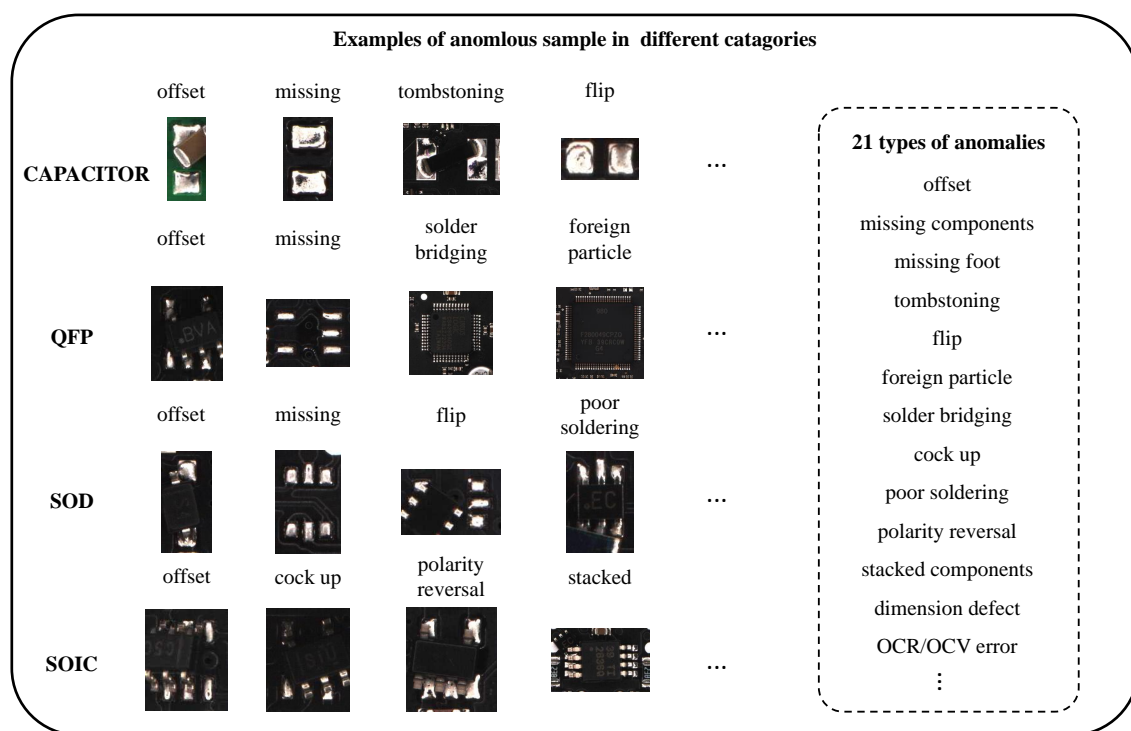 Examples of anomlous sample in  different catagories
offset missing tombstoning flip
CAPACITOR
...
offset missing solder bridging foreign particle
QFP
BVA
...
offset missing flip poor soldering
SOD
EC
...
offset cock up polarity reversal stacked
SOIC
...
21 types of anomalies
offset
missing components
missing foot
tombstoning
flip
foreign particle
solder bridging
cock up
poor soldering
polarity reversal
stacked components
dimension defect
OCR/OCV error
⋮